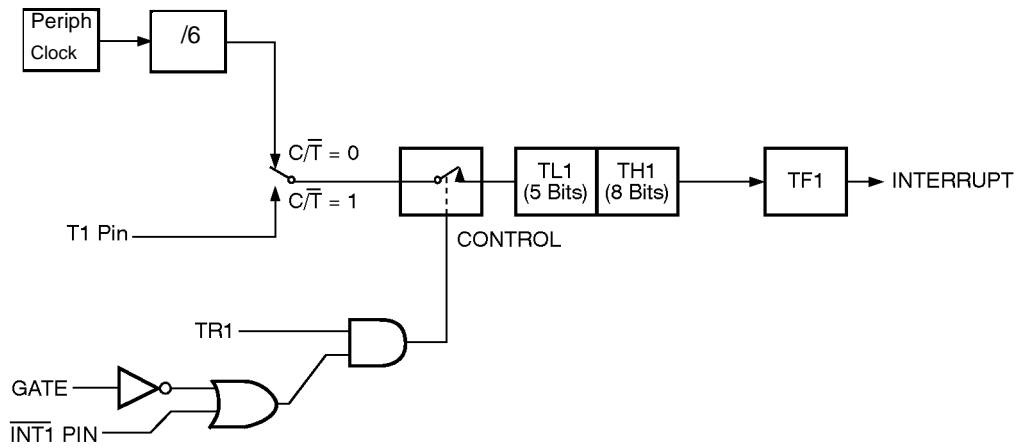 Periph
Clock
/6
C/T̅ = 0
C/T̅ = 1
T1 Pin
TL1
(5 Bits)
TH1
(8 Bits)
TF1
INTERRUPT
CONTROL
TR1
GATE
I̅N̅T̅1̅ PIN